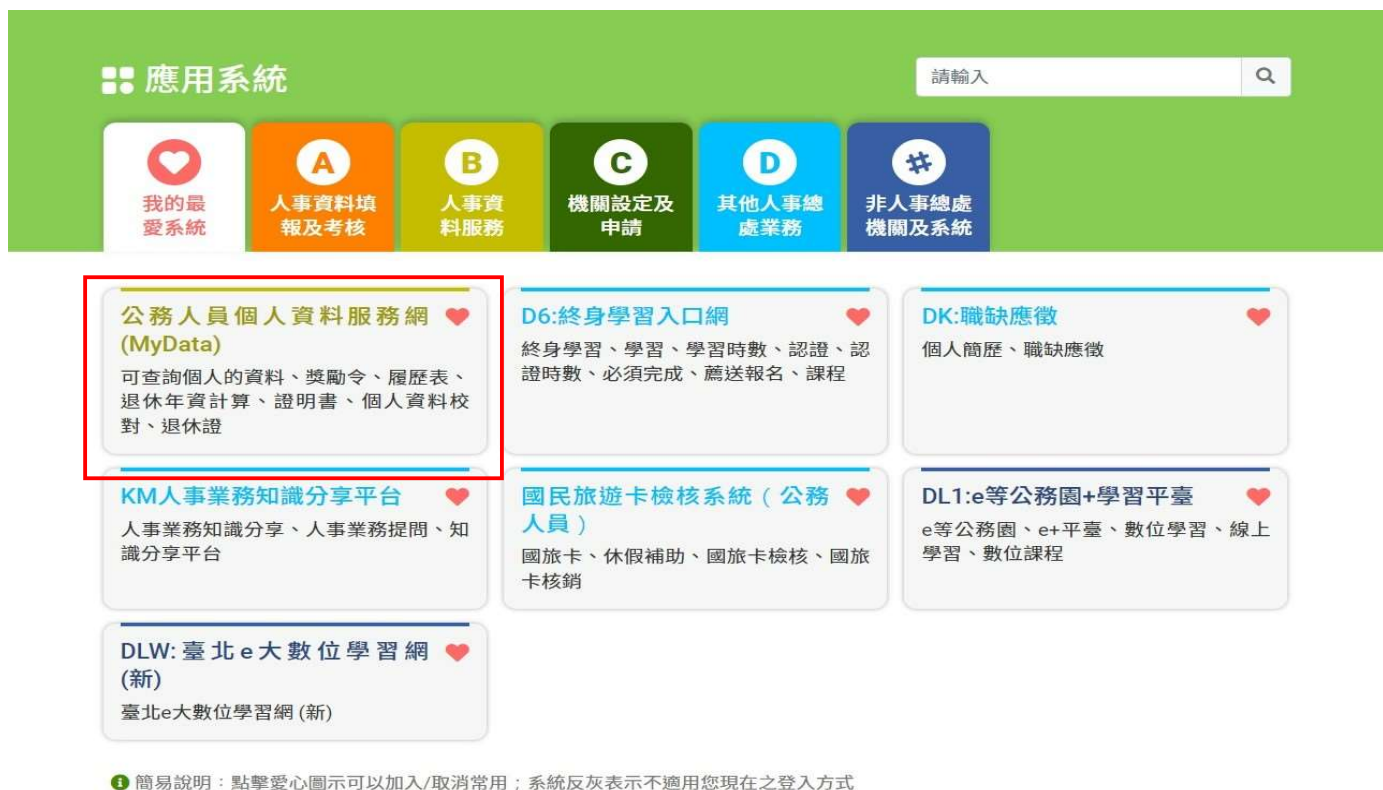 應用系統
請輸入
我的最
愛系統
A
人事資料填
報及考核
B
人事資
料服務
C
機關設定及
申請
D
其他人事總
處業務
#
非人事總處
機關及系統
公務人員個人資料服務網
(MyData)
可查詢個人的資料、獎勵令、履歷表、
退休年資計算、證明書、個人資料校
對、退休證
D6:終身學習入口網
終身學習、學習、學習時數、認證、認
證時數、必須完成、薦送報名、課程
DK:職缺應徵
個人簡歷、職缺應徵
KM人事業務知識分享平台
人事業務知識分享、人事業務提問、知
識分享平台
國民旅遊卡檢核系統（公務
人員）
國旅卡、休假補助、國旅卡檢核、國旅
卡核銷
DL1:e等公務園+學習平臺
e等公務園、e+平臺、數位學習、線上
學習、數位課程
DLW:臺北e大數位學習網
(新)
臺北e大數位學習網 (新)
簡易說明：點擊愛心圖示可以加入/取消常用；系統反灰表示不適用您現在之登入方式